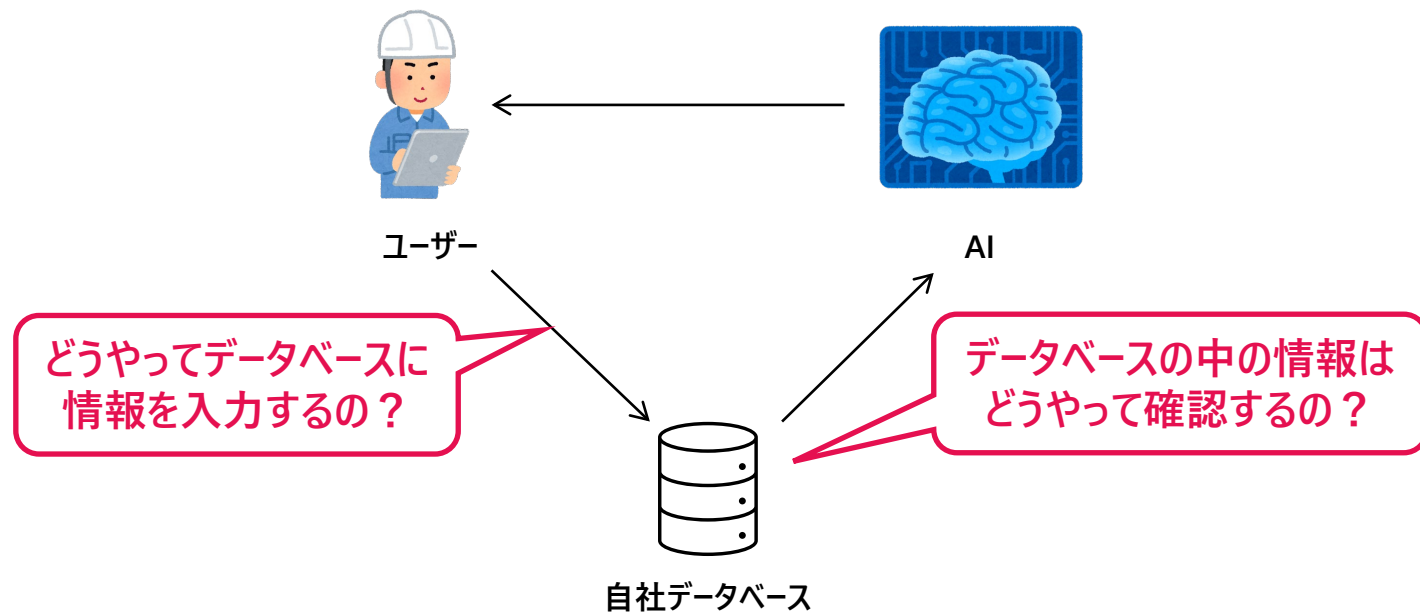 ユーザー
AI
どうやってデータベースに
情報を入力するの？
データベースの中の情報は
どうやって確認するの？
自社データベース